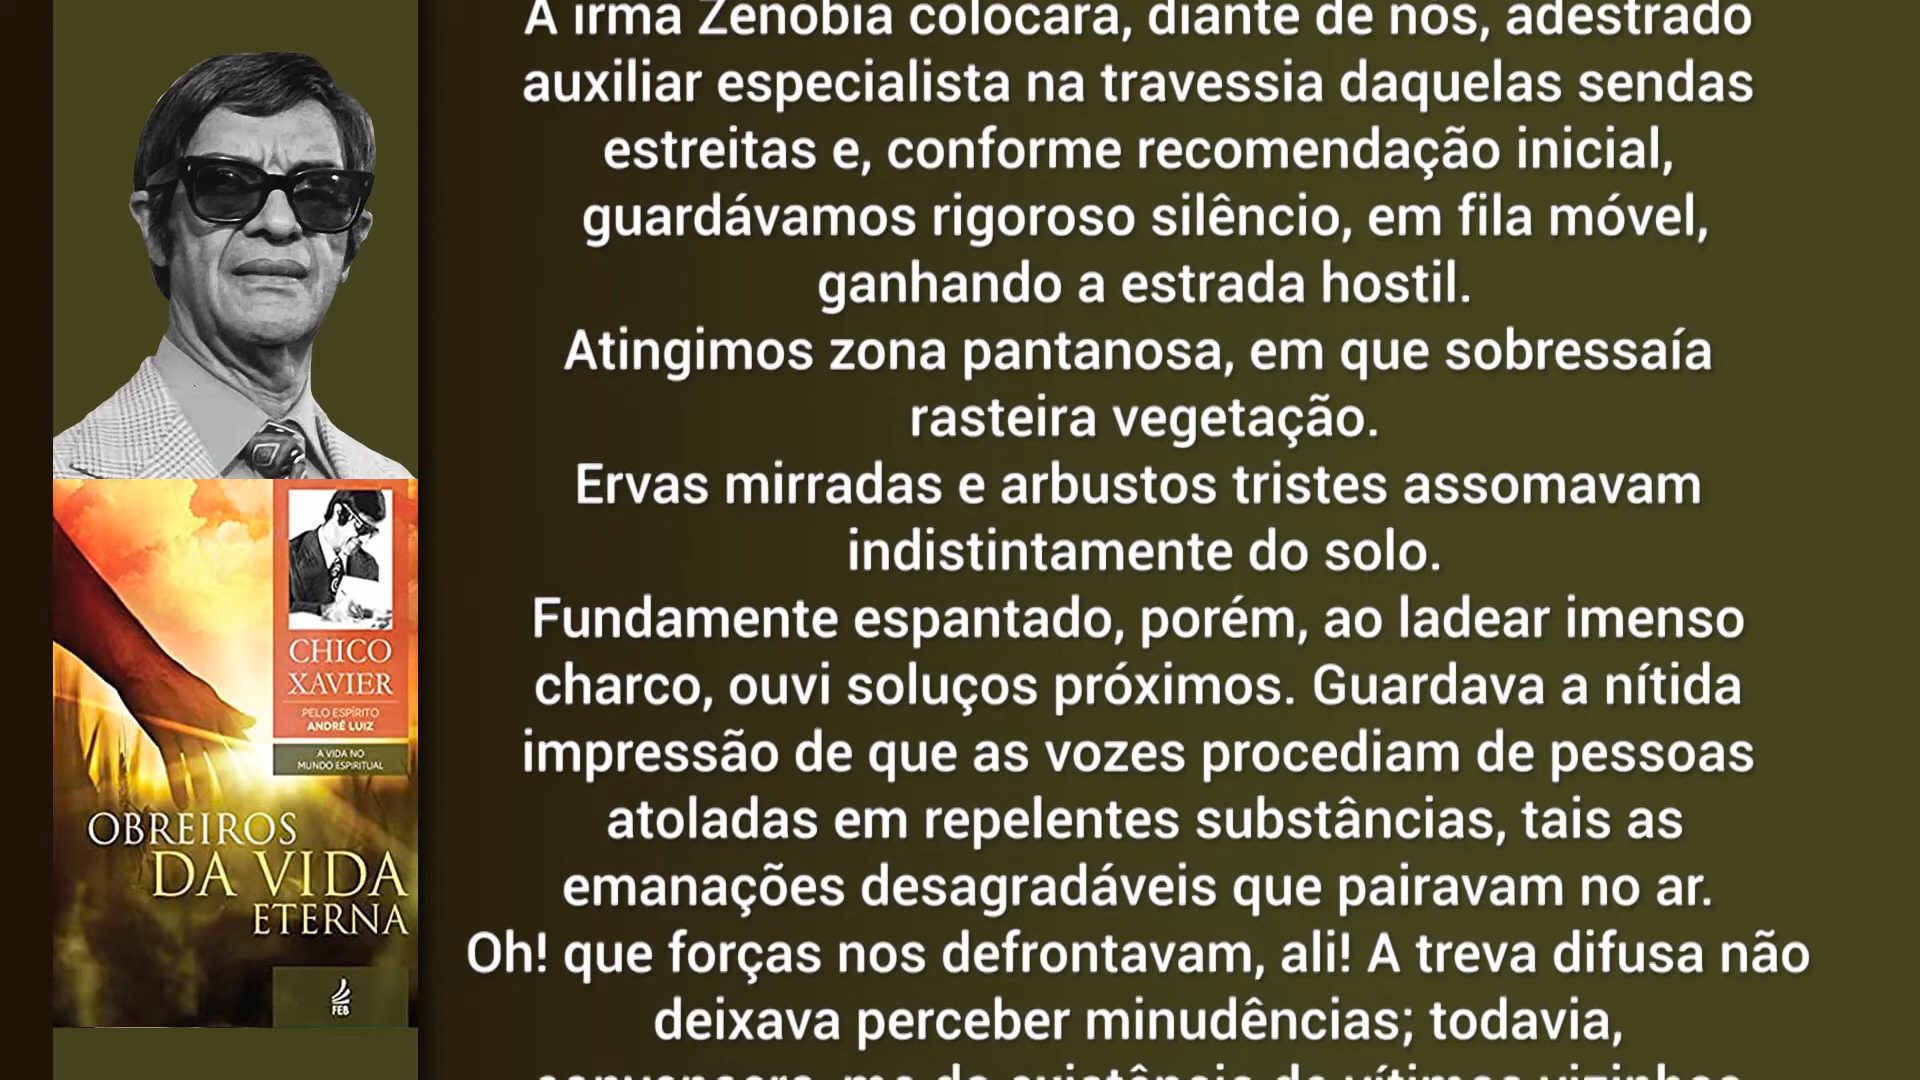 A irmã Zenóbia colocara, diante de nós, adestrado
auxiliar especialista na travessia daquelas sendas
estreitas e, conforme recomendação inicial,
guardávamos rigoroso silêncio, em fila móvel,
ganhando a estrada hostil.
Atingimos zona pantanosa, em que sobressaía
rasteira vegetação.
Ervas mirradas e arbustos tristes assomavam
indistintamente do solo.
Fundamente espantado, porém, ao ladear imenso
charco, ouvi soluços próximos. Guardava a nítida
impressão de que as vozes procediam de pessoas
atoladas em repelentes substâncias, tais as
emanações desagradáveis que pairavam no ar.
Oh! que forças nos defrontavam, ali! A treva difusa não
deixava perceber minudências; todavia,
CHICO
XAVIER
PELO ESPÍRITO
ANDRÉ LUIZ
A VIDA NO
MUNDO ESPIRITUAL
OBREIROS
DA VIDA
ETERNA
FEB